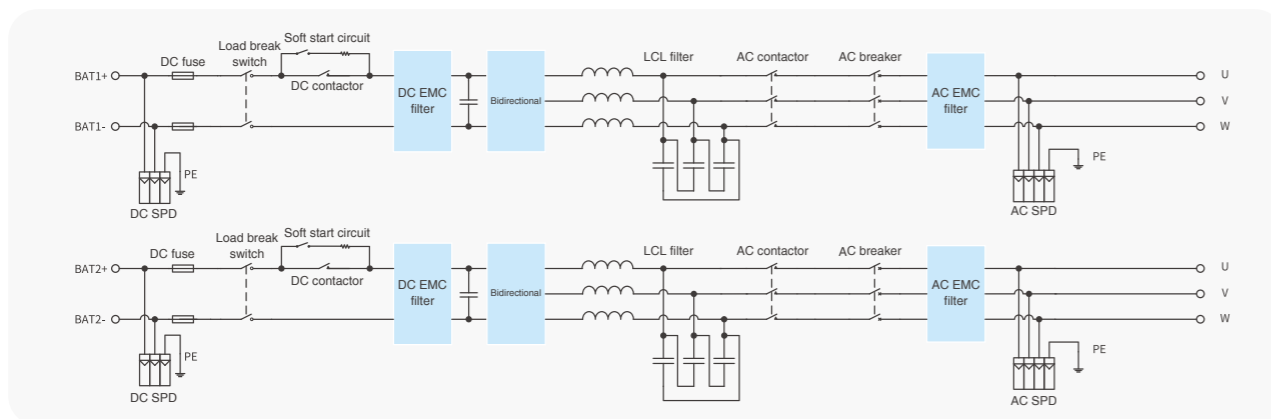 Soft start circuit
DC fuse
Load break
switch
LCL filter
AC contactor
AC breaker
BAT1+
U
DC contactor
DC EMC
filter
Bidirectional
AC EMC
filter
V
BAT1-
W
PE
PE
DC SPD
AC SPD
Soft start circuit
DC fuse
Load break
switch
LCL filter
AC contactor
AC breaker
BAT2+
U
DC contactor
DC EMC
filter
Bidirectional
AC EMC
filter
V
BAT2-
W
PE
PE
DC SPD
AC SPD